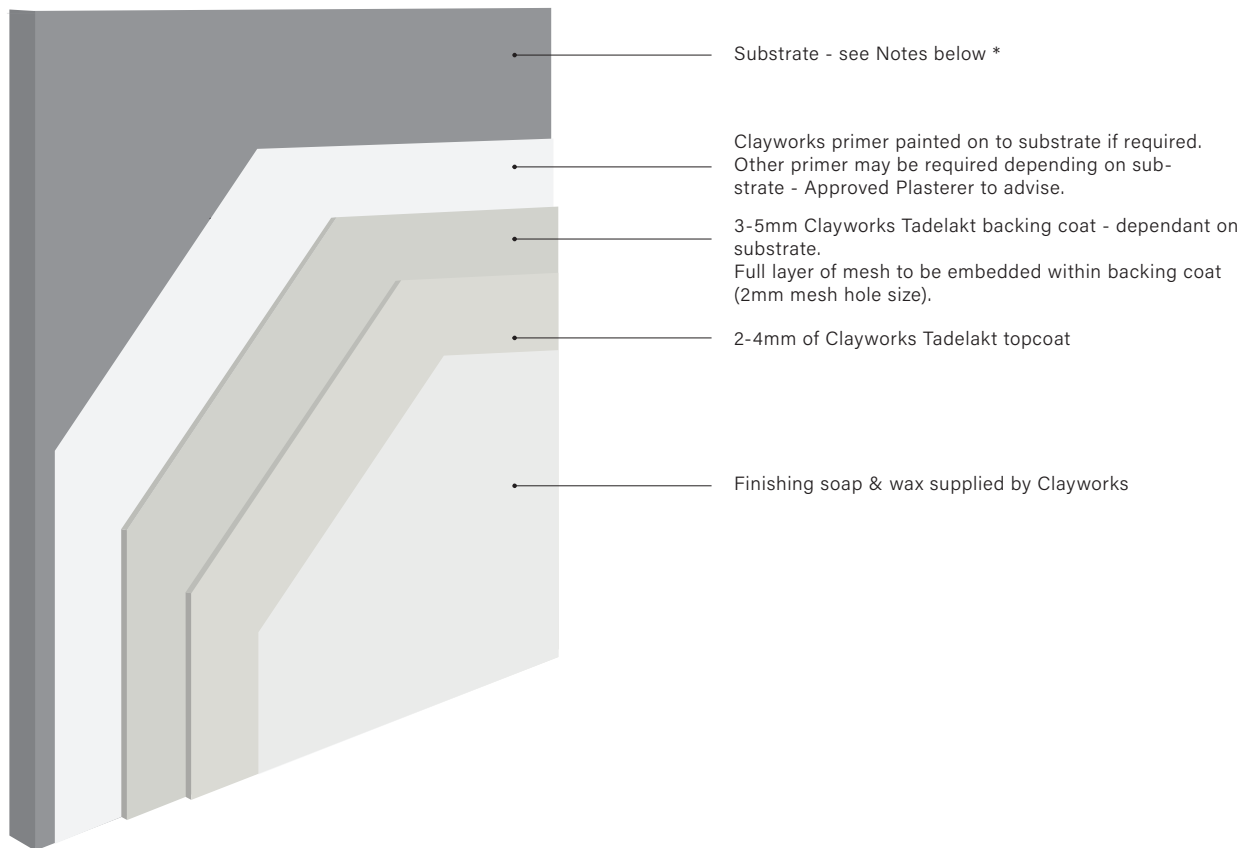 Substrate - see Notes below *
Clayworks primer painted on to substrate if required.
Other primer may be required depending on sub-
strate - Approved Plasterer to advise.
3-5mm Clayworks Tadelakt backing coat - dependant on
substrate.
Full layer of mesh to be embedded within backing coat
(2mm mesh hole size).
2-4mm of Clayworks Tadelakt topcoat
Finishing soap & wax supplied by Clayworks